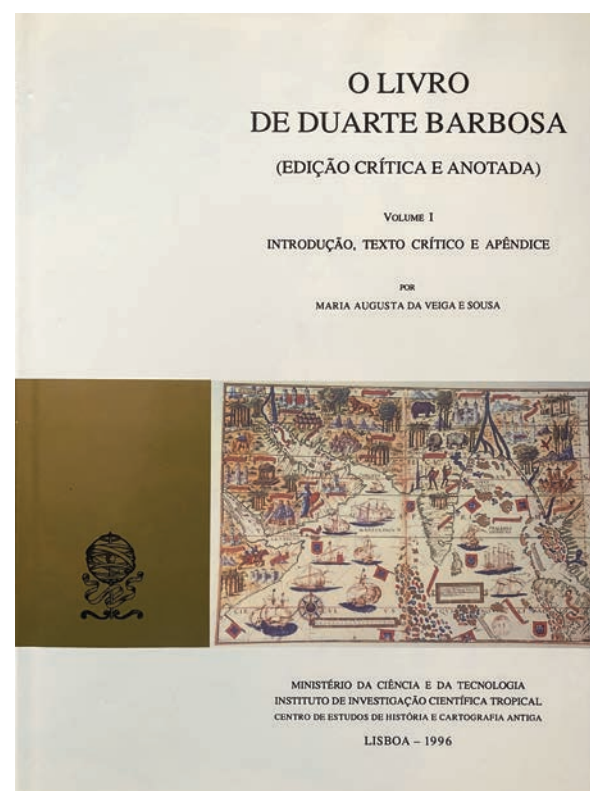 O LIVRO
DE DUARTE BARBOSA
(EDIÇÃO CRÍTICA E ANOTADA)
VOLUME I
INTRODUÇÃO, TEXTO CRÍTICO E APÊNDICE
POR
MARIA AUGUSTA DA VEIGA E SOUSA
MINISTÉRIO DA CIÊNCIA E DA TECNOLOGIA
INSTITUTO DE INVESTIGAÇÃO CIENTÍFICA TROPICAL
CENTRO DE ESTUDOS DE HISTÓRIA E CARTOGRAFIA ANTIGA
LISBOA – 1996